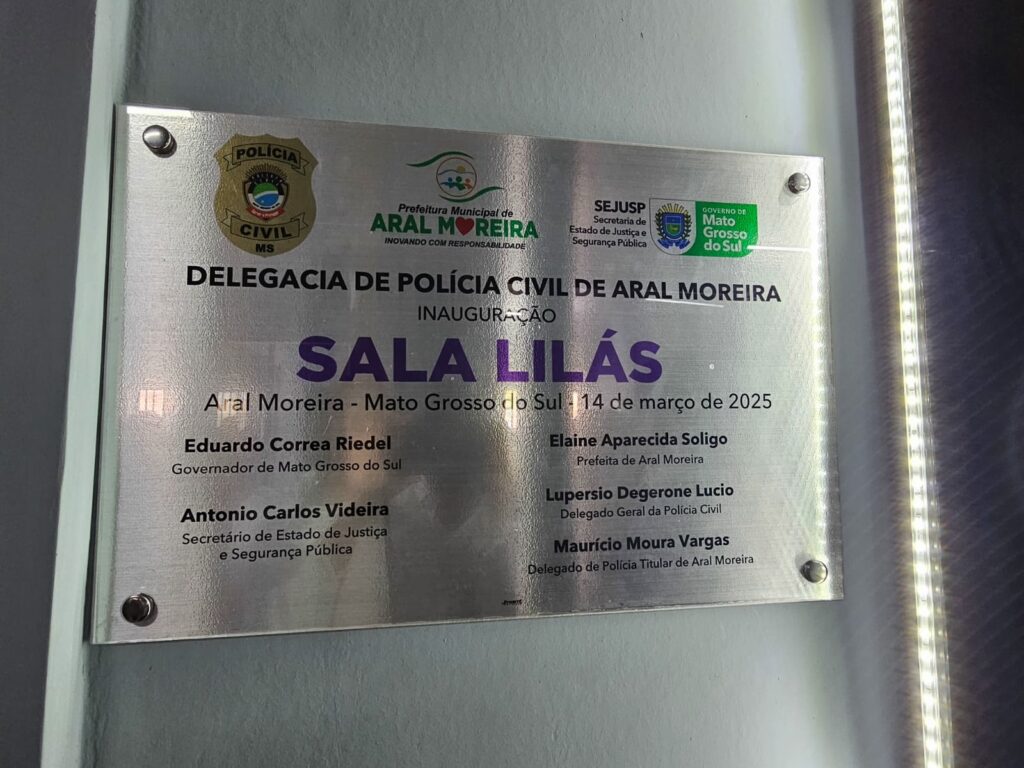 POLÍCIA
CIVIL
MS
Prefeitura Municipal de
ARAL MOREIRA
INOVANDO COM RESPONSABILIDADE
SEJUSP
Secretaria de
Estado de Justiça e
Segurança Pública
GOVERNO DE
Mato
Grosso
do Sul
DELEGACIA DE POLÍCIA CIVIL DE ARAL MOREIRA
INAUGURAÇÃO
SALA LILÁS
Aral Moreira - Mato Grosso do Sul - 14 de março de 2025
Eduardo Correa Riedel
Governador de Mato Grosso do Sul
Antonio Carlos Videira
Secretário de Estado de Justiça
e Segurança Pública
Elaine Aparecida Soligo
Prefeita de Aral Moreira
Lupersio Degerone Lucio
Delegado Geral da Polícia Civil
Maurício Moura Vargas
Delegado de Polícia Titular de Aral Moreira